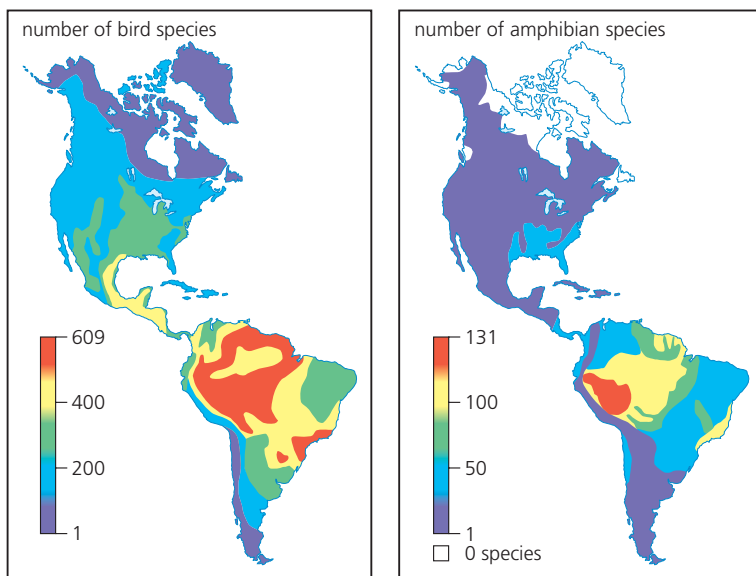 number of bird species
609
400
200
1
number of amphibian species
131
100
50
1
0 species